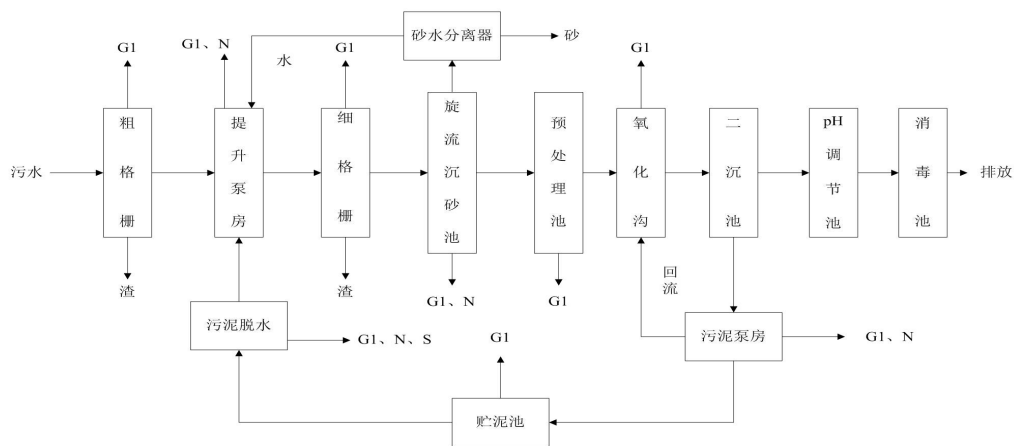 砂水分离器
砂
水
G1
G1、N
G1
G1
污水
粗格栅
提升泵房
细格栅
旋流沉砂池
预处理池
氧化沟
二沉池
pH调节池
消毒池
排放
渣
渣
G1、N
G1
回流
污泥脱水
G1、N、S
污泥泵房
G1、N
G1
贮泥池